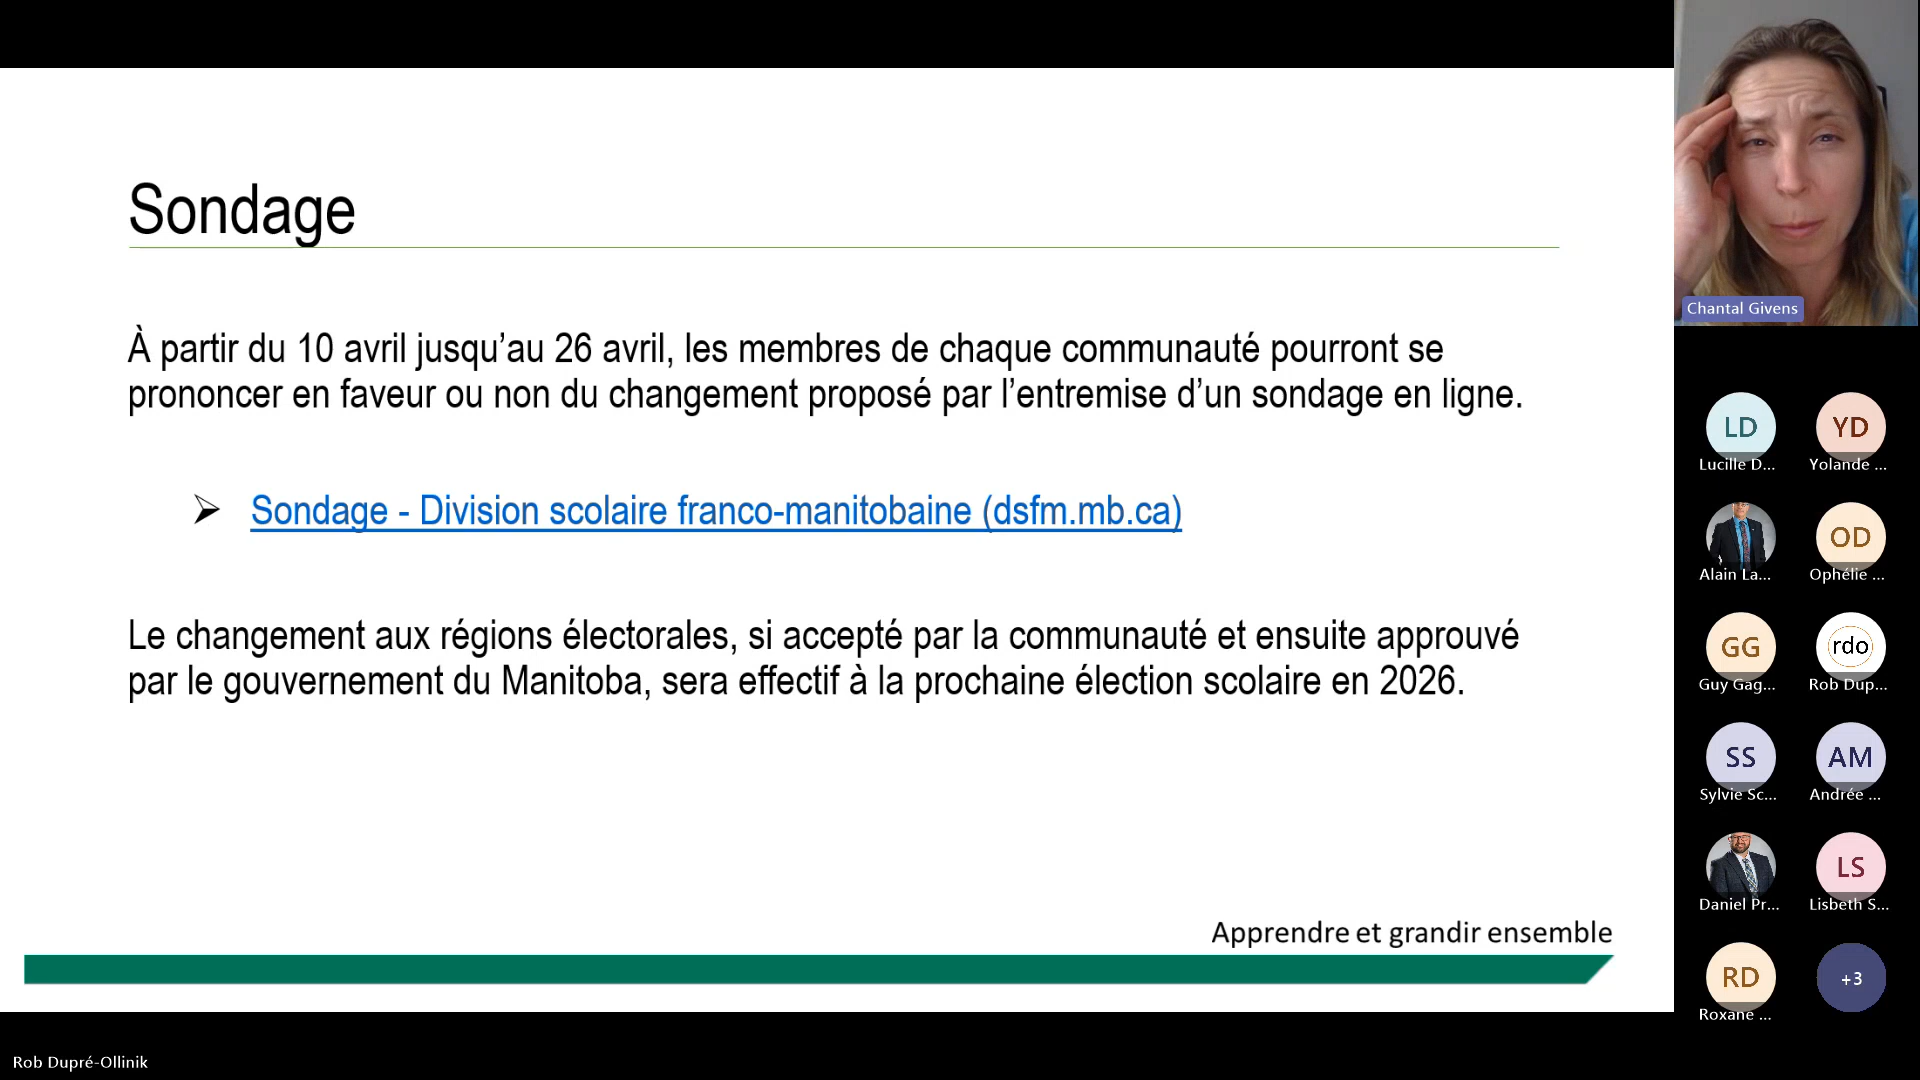 Sondage
À partir du 10 avril jusqu’au 26 avril, les membres de chaque communauté pourront se
prononcer en faveur ou non du changement proposé par l’entremise d’un sondage en ligne.
Sondage - Division scolaire franco-manitobaine (dsfm.mb.ca)
Le changement aux régions électorales, si accepté par la communauté et ensuite approuvé
par le gouvernement du Manitoba, sera effectif à la prochaine élection scolaire en 2026.
Apprendre et grandir ensemble
Chantal Givens
LD
Lucille D...
YD
Yolande ...
Alain La...
OD
Ophélie ...
GG
Guy Gag...
rdo
Rob Dup...
SS
Sylvie Sc...
AM
Andrée ...
Daniel Pr...
LS
Lisbeth S...
RD
Roxane ...
+3
Rob Dupré-Ollinik